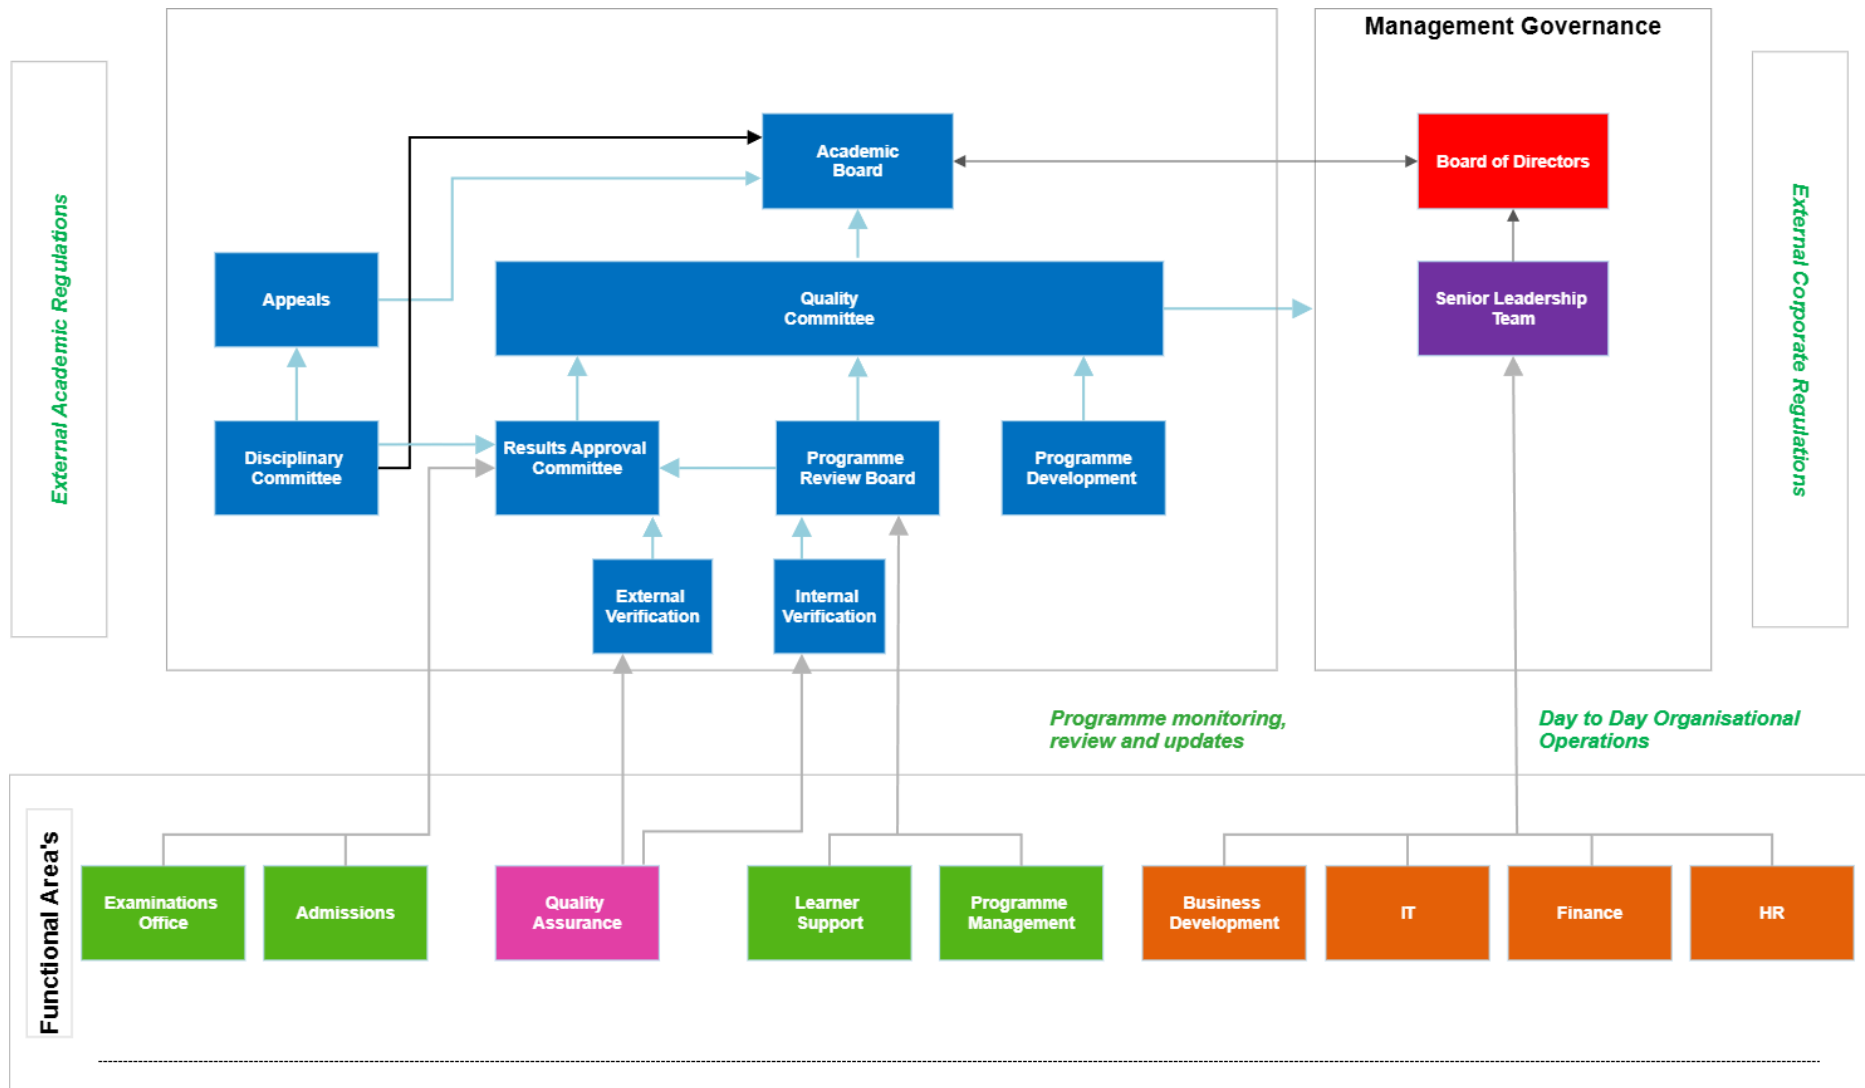 Management Governance
External Academic Regulations
External Corporate Regulations
Academic
Board
Board of Directors
Appeals
Quality
Committee
Senior Leadership
Team
Disciplinary
Committee
Results Approval
Committee
Programme
Review Board
Programme
Development
External
Verification
Internal
Verification
Programme monitoring,
review and updates
Day to Day Organisational
Operations
Functional Area's
Examinations
Office
Admissions
Quality
Assurance
Learner
Support
Programme
Management
Business
Development
IT
Finance
HR